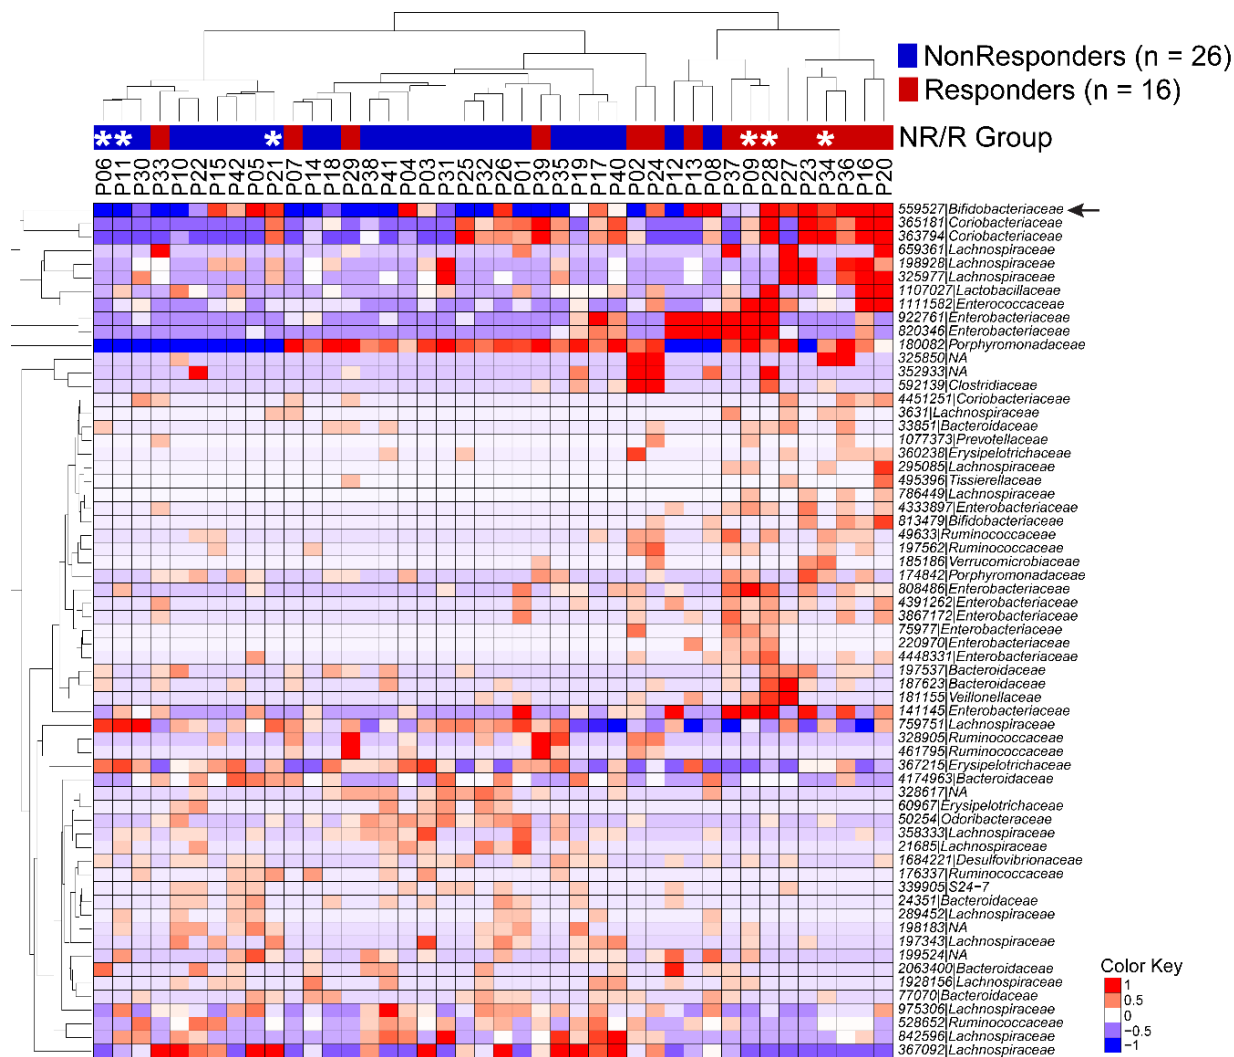 NonResponders (n = 26)
Responders (n = 16)
* * * * * * NR/R Group
P06 P11 P30 P33 P10 P22 P15 P42 P05 P21 P07 P14 P18 P29 P38 P41 P04 P03 P31 P25 P32 P26 P01 P39 P35 P19 P17 P40 P02 P24 P12 P13 P08 P37 P09 P28 P27 P23 P34 P36 P16 P20
559527|Bifidobacteriaceae
365181|Coriobacteriaceae
363794|Coriobacteriaceae
659361|Lachnospiraceae
198928|Lachnospiraceae
325977|Lachnospiraceae
1107027|Lactobacillaceae
1111582|Enterococcaceae
922761|Enterobacteriaceae
820346|Enterobacteriaceae
180082|Porphyromonadaceae
325850|NA
352933|NA
592139|Clostridiaceae
4451251|Coriobacteriaceae
3631|Lachnospiraceae
33851|Bacteroidaceae
1077373|Prevotellaceae
360238|Erysipelotrichaceae
295085|Lachnospiraceae
495396|Tissierellaceae
786449|Lachnospiraceae
4333897|Enterobacteriaceae
813479|Bifidobacteriaceae
49633|Ruminococcaceae
197562|Ruminococcaceae
185186|Verrucomicrobiaceae
174842|Porphyromonadaceae
808486|Enterobacteriaceae
4391262|Enterobacteriaceae
3867172|Enterobacteriaceae
75977|Enterobacteriaceae
220970|Enterobacteriaceae
4448331|Enterobacteriaceae
197537|Bacteroidaceae
187623|Bacteroidaceae
181155|Veillonellaceae
141145|Enterobacteriaceae
759751|Lachnospiraceae
328905|Ruminococcaceae
461795|Ruminococcaceae
367215|Erysipelotrichaceae
4174963|Bacteroidaceae
328617|NA
60967|Erysipelotrichaceae
50254|Odoribacteraceae
358333|Lachnospiraceae
21685|Lachnospiraceae
1684221|Desulfovibrionaceae
176337|Ruminococcaceae
339905|S24−7
24351|Bacteroidaceae
289452|Lachnospiraceae
198183|NA
197343|Lachnospiraceae
199524|NA
2063400|Bacteroidaceae
1928156|Lachnospiraceae
77070|Bacteroidaceae
975306|Lachnospiraceae
528652|Ruminococcaceae
842596|Lachnospiraceae
367092|Lachnospiraceae
Color Key
1
0.5
0
−0.5
−1